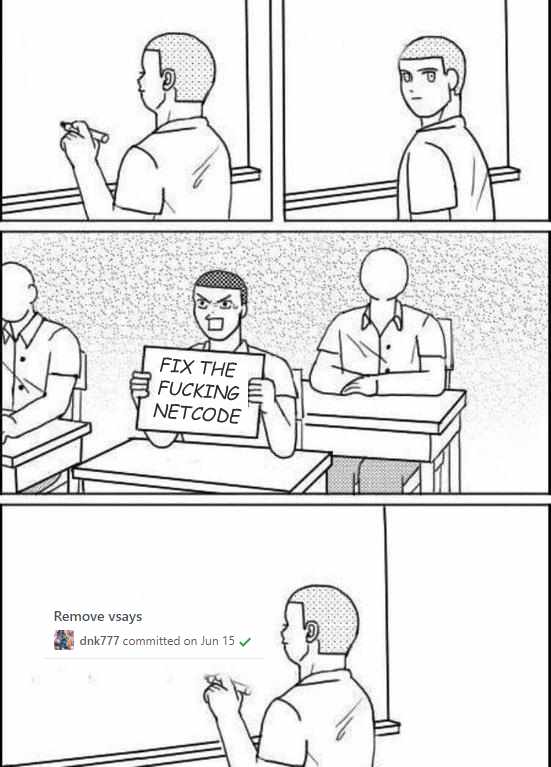 FIX THE
FUCKING
NETCODE
Remove vsays
dnk777 committed on Jun 15 ✓